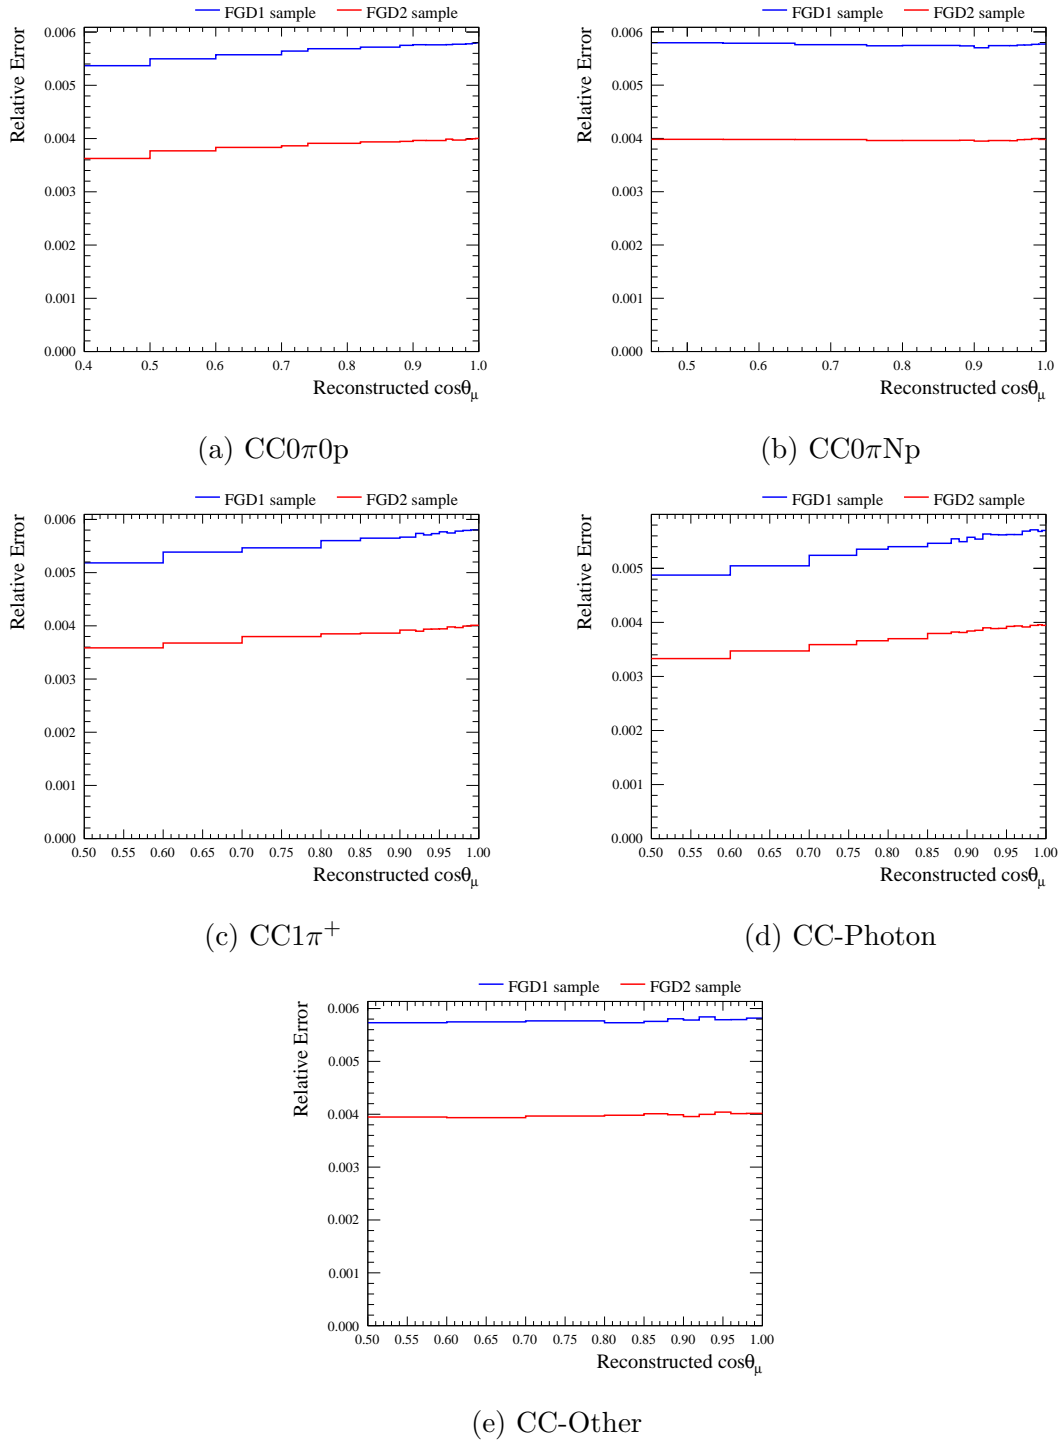 FGD1 sample FGD2 sample
Relative Error
0.006
0.005
0.004
0.003
0.002
0.001
0.000
0.4 0.5 0.6 0.7 0.8 0.9 1.0
Reconstructed cosθμ
(a) CC0π0p
FGD1 sample FGD2 sample
Relative Error
0.006
0.005
0.004
0.003
0.002
0.001
0.000
0.5 0.6 0.7 0.8 0.9 1.0
Reconstructed cosθμ
(b) CC0πNp
FGD1 sample FGD2 sample
Relative Error
0.006
0.005
0.004
0.003
0.002
0.001
0.000
0.50 0.55 0.60 0.65 0.70 0.75 0.80 0.85 0.90 0.95 1.00
Reconstructed cosθμ
(c) CC1π⁺
FGD1 sample FGD2 sample
Relative Error
0.005
0.004
0.003
0.002
0.001
0.000
0.50 0.55 0.60 0.65 0.70 0.75 0.80 0.85 0.90 0.95 1.00
Reconstructed cosθμ
(d) CC-Photon
FGD1 sample FGD2 sample
Relative Error
0.006
0.005
0.004
0.003
0.002
0.001
0.000
0.50 0.55 0.60 0.65 0.70 0.75 0.80 0.85 0.90 0.95 1.00
Reconstructed cosθμ
(e) CC-Other